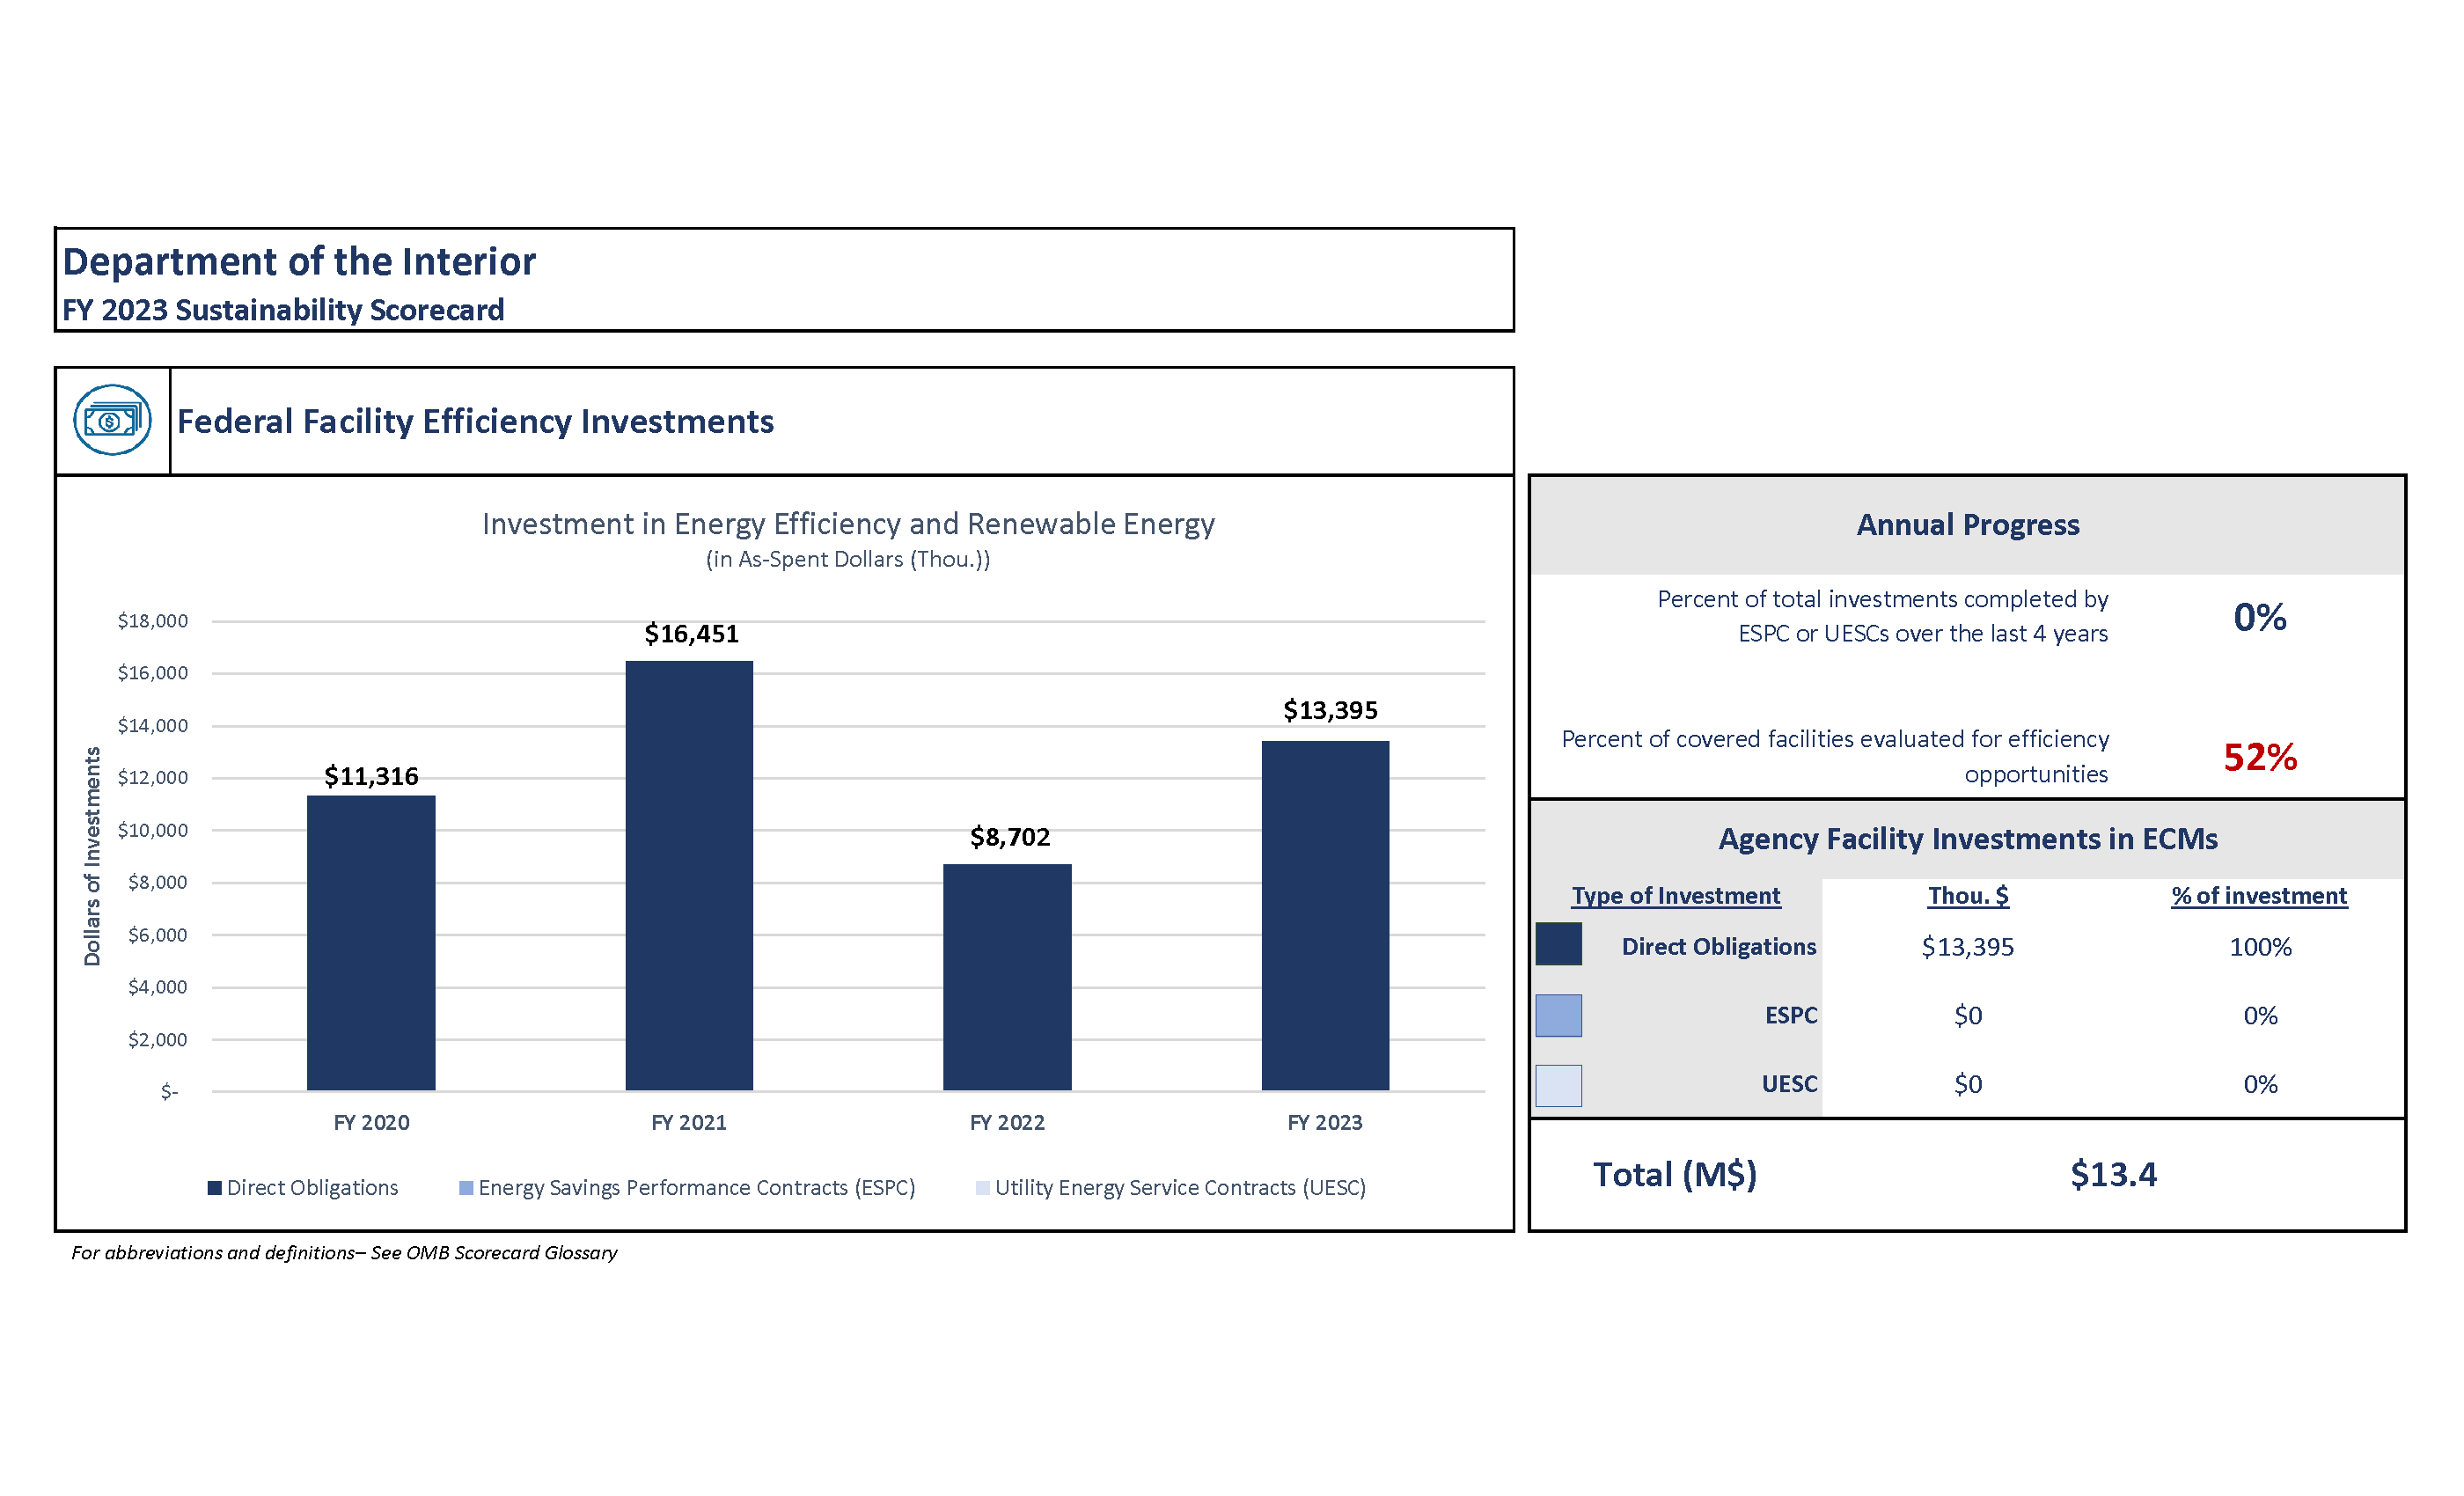 Department of the Interior
FY 2023 Sustainability Scorecard
Federal Facility Efficiency Investments
Investment in Energy Efficiency and Renewable Energy
(in As-Spent Dollars (Thou.))
Dollars of Investments
$18,000
$16,000
$14,000
$12,000
$10,000
$8,000
$6,000
$4,000
$2,000
$-
$11,316
$16,451
$8,702
$13,395
FY 2020
FY 2021
FY 2022
FY 2023
Direct Obligations
Energy Savings Performance Contracts (ESPC)
Utility Energy Service Contracts (UESC)
For abbreviations and definitions– See OMB Scorecard Glossary
Annual Progress
Percent of total investments completed by
ESPC or UESCs over the last 4 years
0%
Percent of covered facilities evaluated for efficiency
opportunities
52%
Agency Facility Investments in ECMs
Type of Investment Thou. $ % of investment
Direct Obligations $13,395 100%
ESPC $0 0%
UESC $0 0%
Total (M$) $13.4